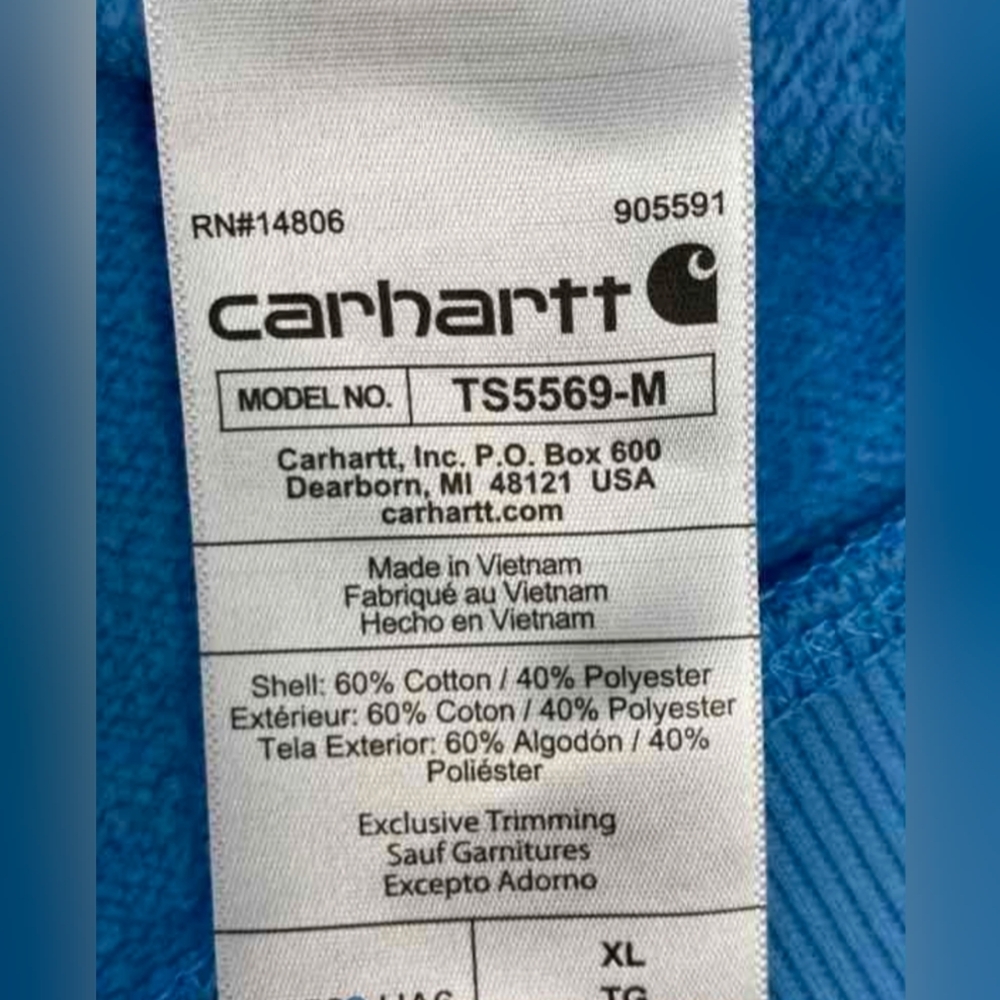 RN#14806 905591
carhartt
MODEL NO. TS5569-M
Carhartt, Inc. P.O. Box 600
Dearborn, MI 48121 USA
carhartt.com
Made in Vietnam
Fabriqué au Vietnam
Hecho en Vietnam
Shell: 60% Cotton / 40% Polyester
Extérieur: 60% Coton / 40% Polyester
Tela Exterior: 60% Algodón / 40%
Poliéster
Exclusive Trimming
Sauf Garnitures
Excepto Adorno
XL
TG